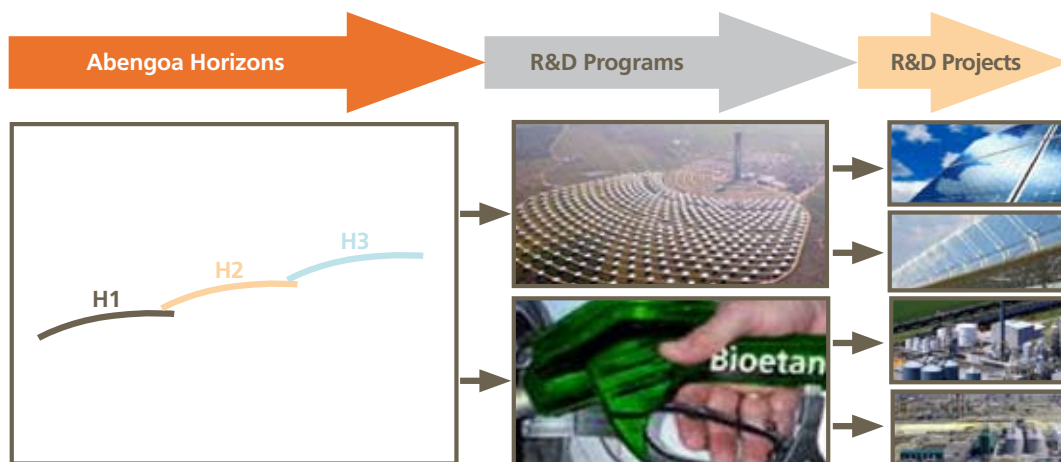 Abengoa Horizons
R&D Programs
R&D Projects
H1
H2
H3
Bioetan